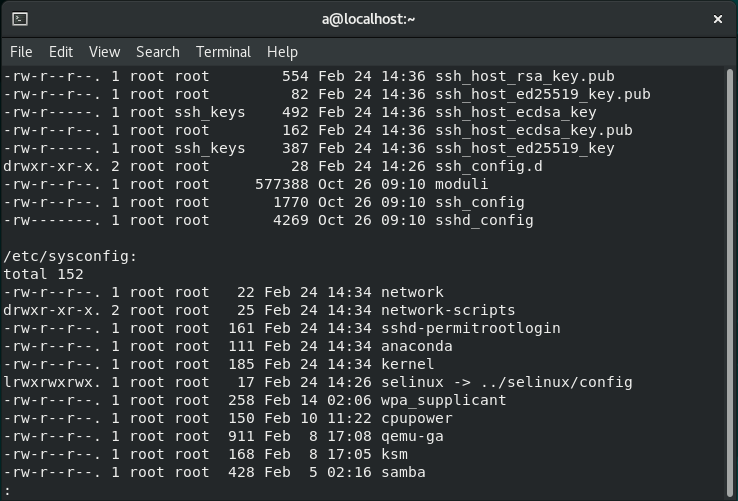 a@localhost:~
File Edit View Search Terminal Help
-rw-r--r--. 1 root root        554 Feb 24 14:36 ssh_host_rsa_key.pub
-rw-r--r--. 1 root root         82 Feb 24 14:36 ssh_host_ed25519_key.pub
-rw-r-----. 1 root ssh_keys    492 Feb 24 14:36 ssh_host_ecdsa_key
-rw-r--r--. 1 root root        162 Feb 24 14:36 ssh_host_ecdsa_key.pub
-rw-r-----. 1 root ssh_keys    387 Feb 24 14:36 ssh_host_ed25519_key
drwxr-xr-x. 2 root root         28 Feb 24 14:26 ssh_config.d
-rw-r--r--. 1 root root     577388 Oct 26 09:10 moduli
-rw-r--r--. 1 root root       1770 Oct 26 09:10 ssh_config
-rw-------. 1 root root       4269 Oct 26 09:10 sshd_config
/etc/sysconfig:
total 152
-rw-r--r--. 1 root root   22 Feb 24 14:34 network
drwxr-xr-x. 2 root root   25 Feb 24 14:34 network-scripts
-rw-r--r--. 1 root root  161 Feb 24 14:34 sshd-permitrootlogin
-rw-r--r--. 1 root root  111 Feb 24 14:34 anaconda
-rw-r--r--. 1 root root  185 Feb 24 14:34 kernel
lrwxrwxrwx. 1 root root   17 Feb 24 14:26 selinux -> ../selinux/config
-rw-r--r--. 1 root root  258 Feb 14 02:06 wpa_supplicant
-rw-r--r--. 1 root root  150 Feb 10 11:22 cpupower
-rw-r--r--. 1 root root  911 Feb  8 17:08 qemu-ga
-rw-r--r--. 1 root root  168 Feb  8 17:05 ksm
-rw-r--r--. 1 root root  428 Feb  5 02:16 samba
: